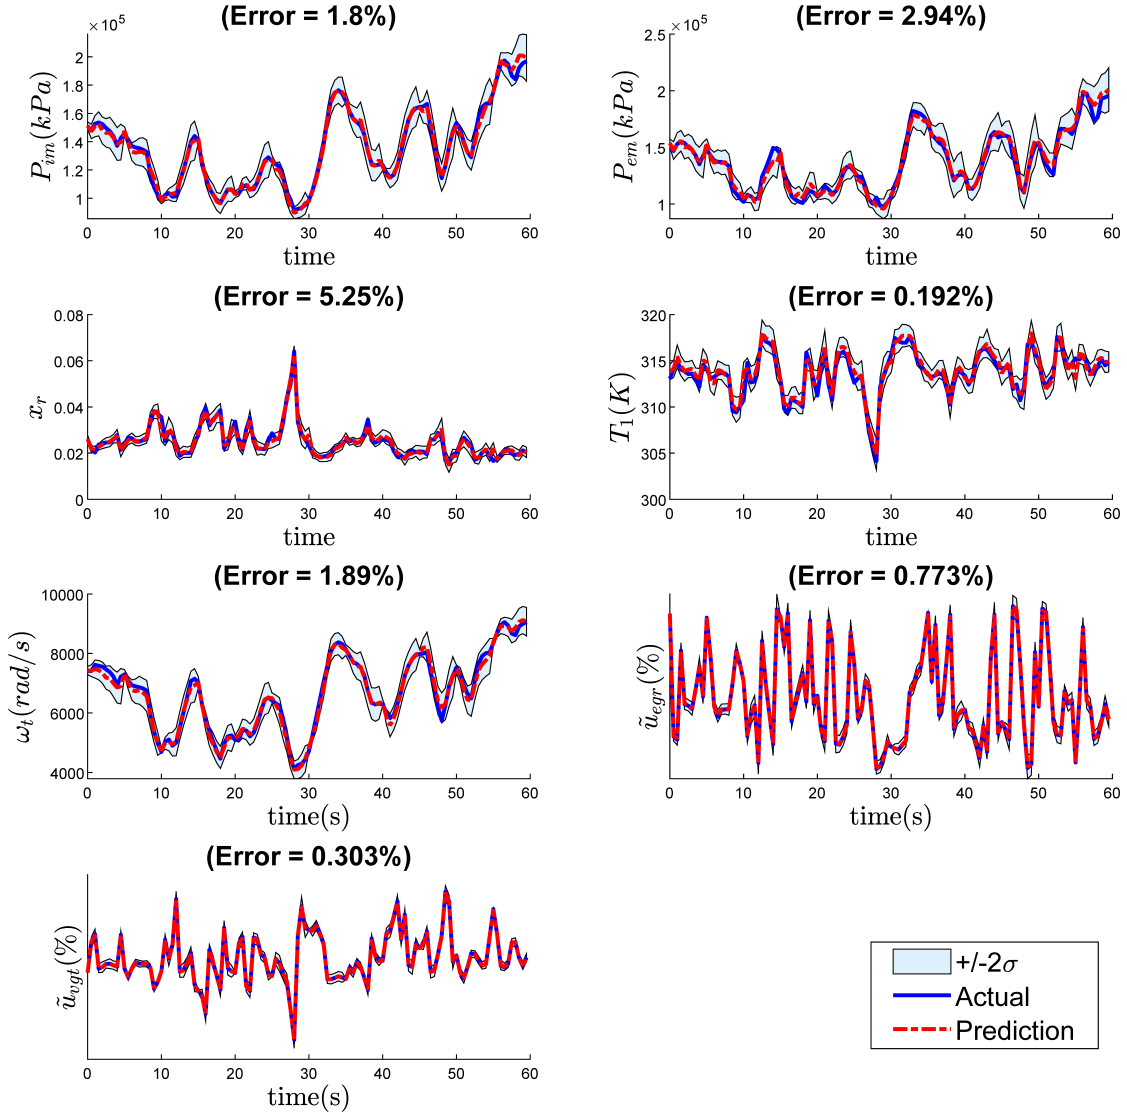 (Error = 1.8%)
×10⁵
2
1.8
1.6
1.4
1.2
1
P_im(kPa)
0 10 20 30 40 50 60
time
(Error = 2.94%)
×10⁵
2.5
2
1.5
1
P_em(kPa)
0 10 20 30 40 50 60
time
(Error = 5.25%)
0.08
0.06
0.04
0.02
0
x_r
0 10 20 30 40 50 60
time
(Error = 0.192%)
320
315
310
305
300
T_1(K)
0 10 20 30 40 50 60
time
(Error = 1.89%)
10000
8000
6000
4000
ω_t(rad/s)
0 10 20 30 40 50 60
time(s)
(Error = 0.773%)
ũ_egr(%)
0 10 20 30 40 50 60
time(s)
(Error = 0.303%)
ũ_vgt(%)
0 10 20 30 40 50 60
time(s)
+/-2σ
Actual
Prediction